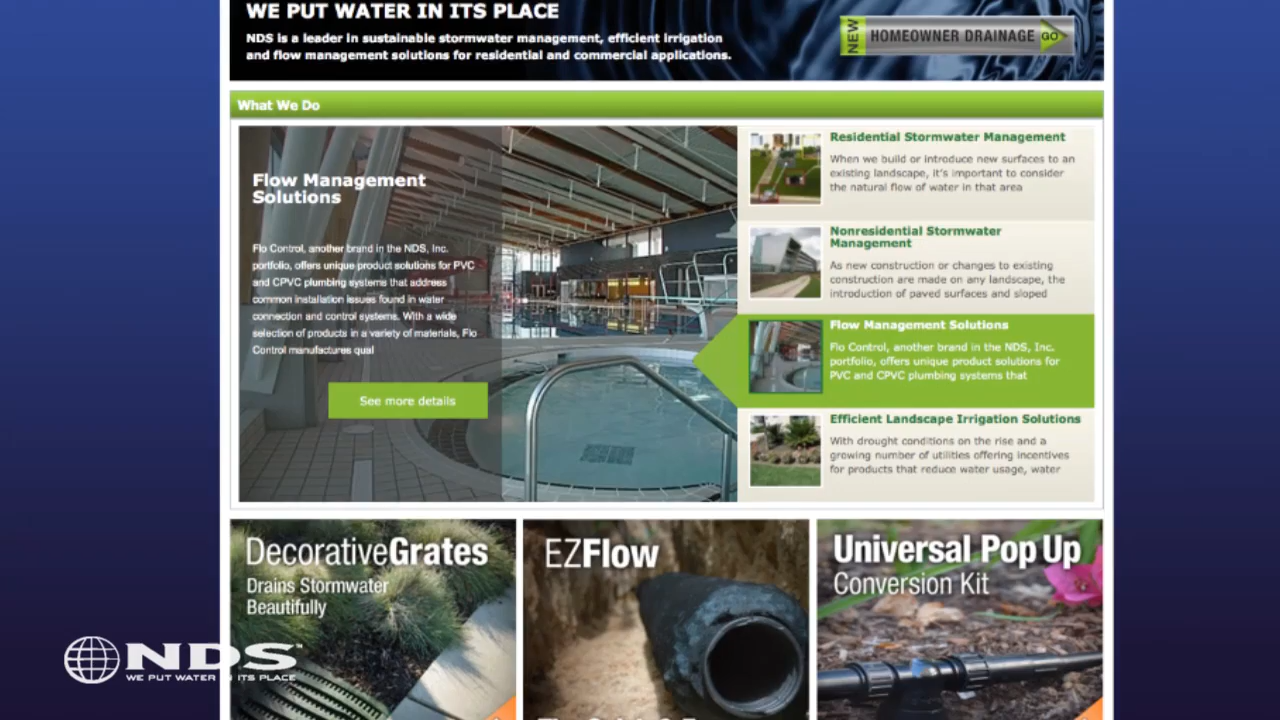 WE PUT WATER IN ITS PLACE
NDS is a leader in sustainable stormwater management, efficient irrigation
and flow management solutions for residential and commercial applications.
NEW
HOMEOWNER DRAINAGE GO
What We Do
Flow Management
Solutions
Flo Control, another brand in the NDS, Inc.
portfolio, offers unique product solutions for PVC
and CPVC plumbing systems that address
common installation issues found in water
connection and control systems. With a wide
selection of products in a variety of materials, Flo
Control manufactures qual
See more details
Residential Stormwater Management
When we build or introduce new surfaces to an
existing landscape, it's important to consider
the natural flow of water in that area
Nonresidential Stormwater
Management
As new construction or changes to existing
construction are made on any landscape, the
introduction of paved surfaces and sloped
Flow Management Solutions
Flo Control, another brand in the NDS, Inc.
portfolio, offers unique product solutions for
PVC and CPVC plumbing systems that
Efficient Landscape Irrigation Solutions
With drought conditions on the rise and a
growing number of utilities offering incentives
for products that reduce water usage, water
DecorativeGrates
Drains Stormwater
Beautifully
EZFlow
Universal Pop Up
Conversion Kit
NDS
WE PUT WATER IN ITS PLACE